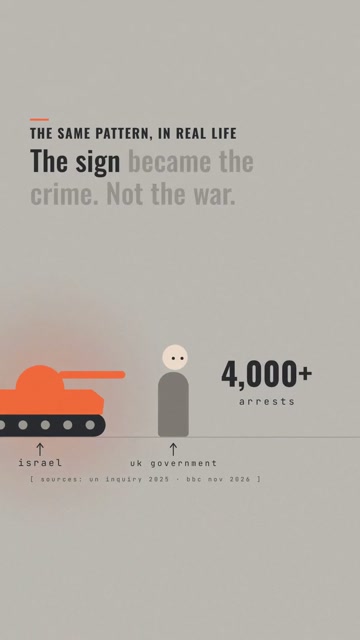 THE SAME PATTERN, IN REAL LIFE
The sign became the
crime. Not the war.
4,000+
arrests
israel
uk government
[ sources: un inquiry 2025 · bbc nov 2026 ]